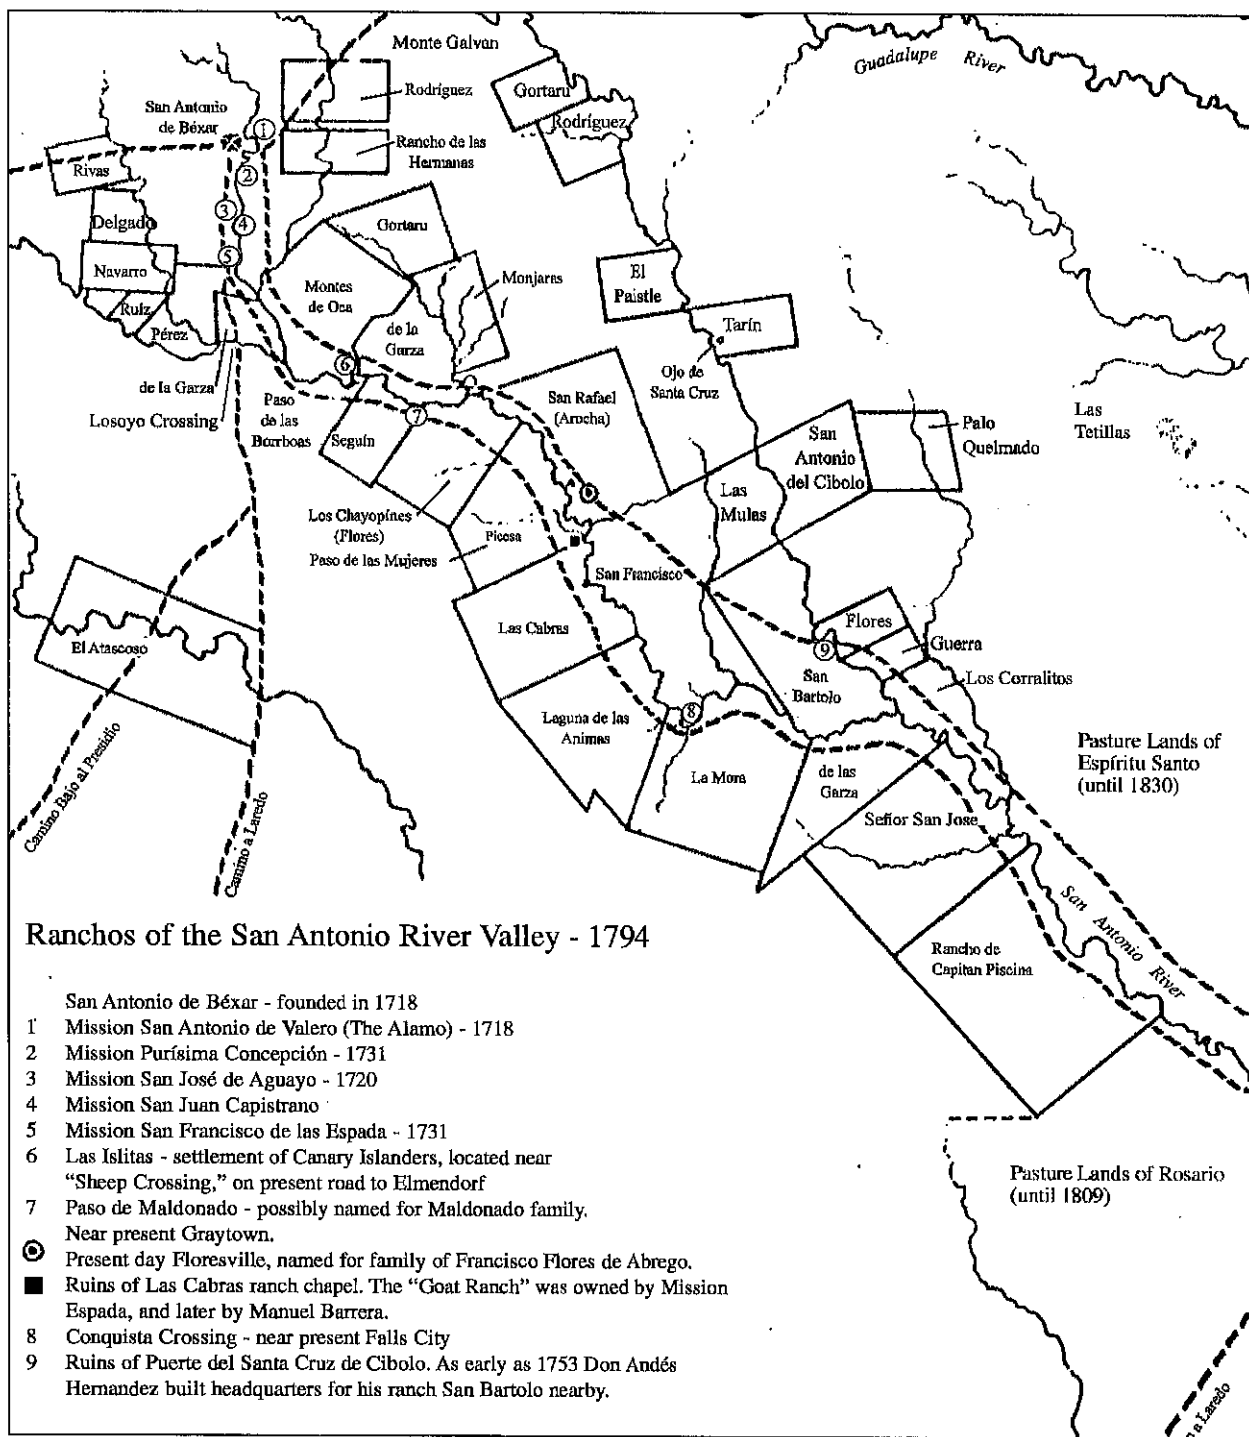 Monte Galvan
Guadalupe River
Rodríguez
Gortaru
San Antonio
de Béxar
1
Rodríguez
Rancho de las
Hermanas
Rivas
2
3
4
Delgado
Gortaru
5
Navarro
Montes
de Oca
Monjaras
El
Paistle
Ruiz
Pérez
de la
Garza
Tarín
6
Ojo de
Santa Cruz
de la Garza
Losoyo Crossing
Paso
de las
Borrboas
7
San Rafael
(Arocha)
Seguín
San
Antonio
del Cibolo
Palo
Quelmado
Las
Tetillas
Las
Mulas
Los Chayopínes
(Flores)
Picosa
Paso de las Mujeres
San Francisco
Las Cabras
Flores
El Atascoso
9
Guerra
San
Bartolo
Los Corralitos
Laguna de las
Animas
8
Pasture Lands of
Espíritu Santo
(until 1830)
La Mora
de las
Garza
Señor San Jose
Camino Bajo al Presidio
Camino a Laredo
San Antonio River
Rancho de
Capitan Piscina
Ranchos of the San Antonio River Valley - 1794
San Antonio de Béxar - founded in 1718
1 Mission San Antonio de Valero (The Alamo) - 1718
2 Mission Purísima Concepción - 1731
3 Mission San José de Aguayo - 1720
4 Mission San Juan Capistrano
5 Mission San Francisco de las Espada - 1731
6 Las Islitas - settlement of Canary Islanders, located near
"Sheep Crossing," on present road to Elmendorf
7 Paso de Maldonado - possibly named for Maldonado family.
Near present Graytown.
Present day Floresville, named for family of Francisco Flores de Abrego.
Ruins of Las Cabras ranch chapel. The "Goat Ranch" was owned by Mission
Espada, and later by Manuel Barrera.
8 Conquista Crossing - near present Falls City
9 Ruins of Puerte del Santa Cruz de Cibolo. As early as 1753 Don Andés
Hernandez built headquarters for his ranch San Bartolo nearby.
Pasture Lands of Rosario
(until 1809)
a Laredo